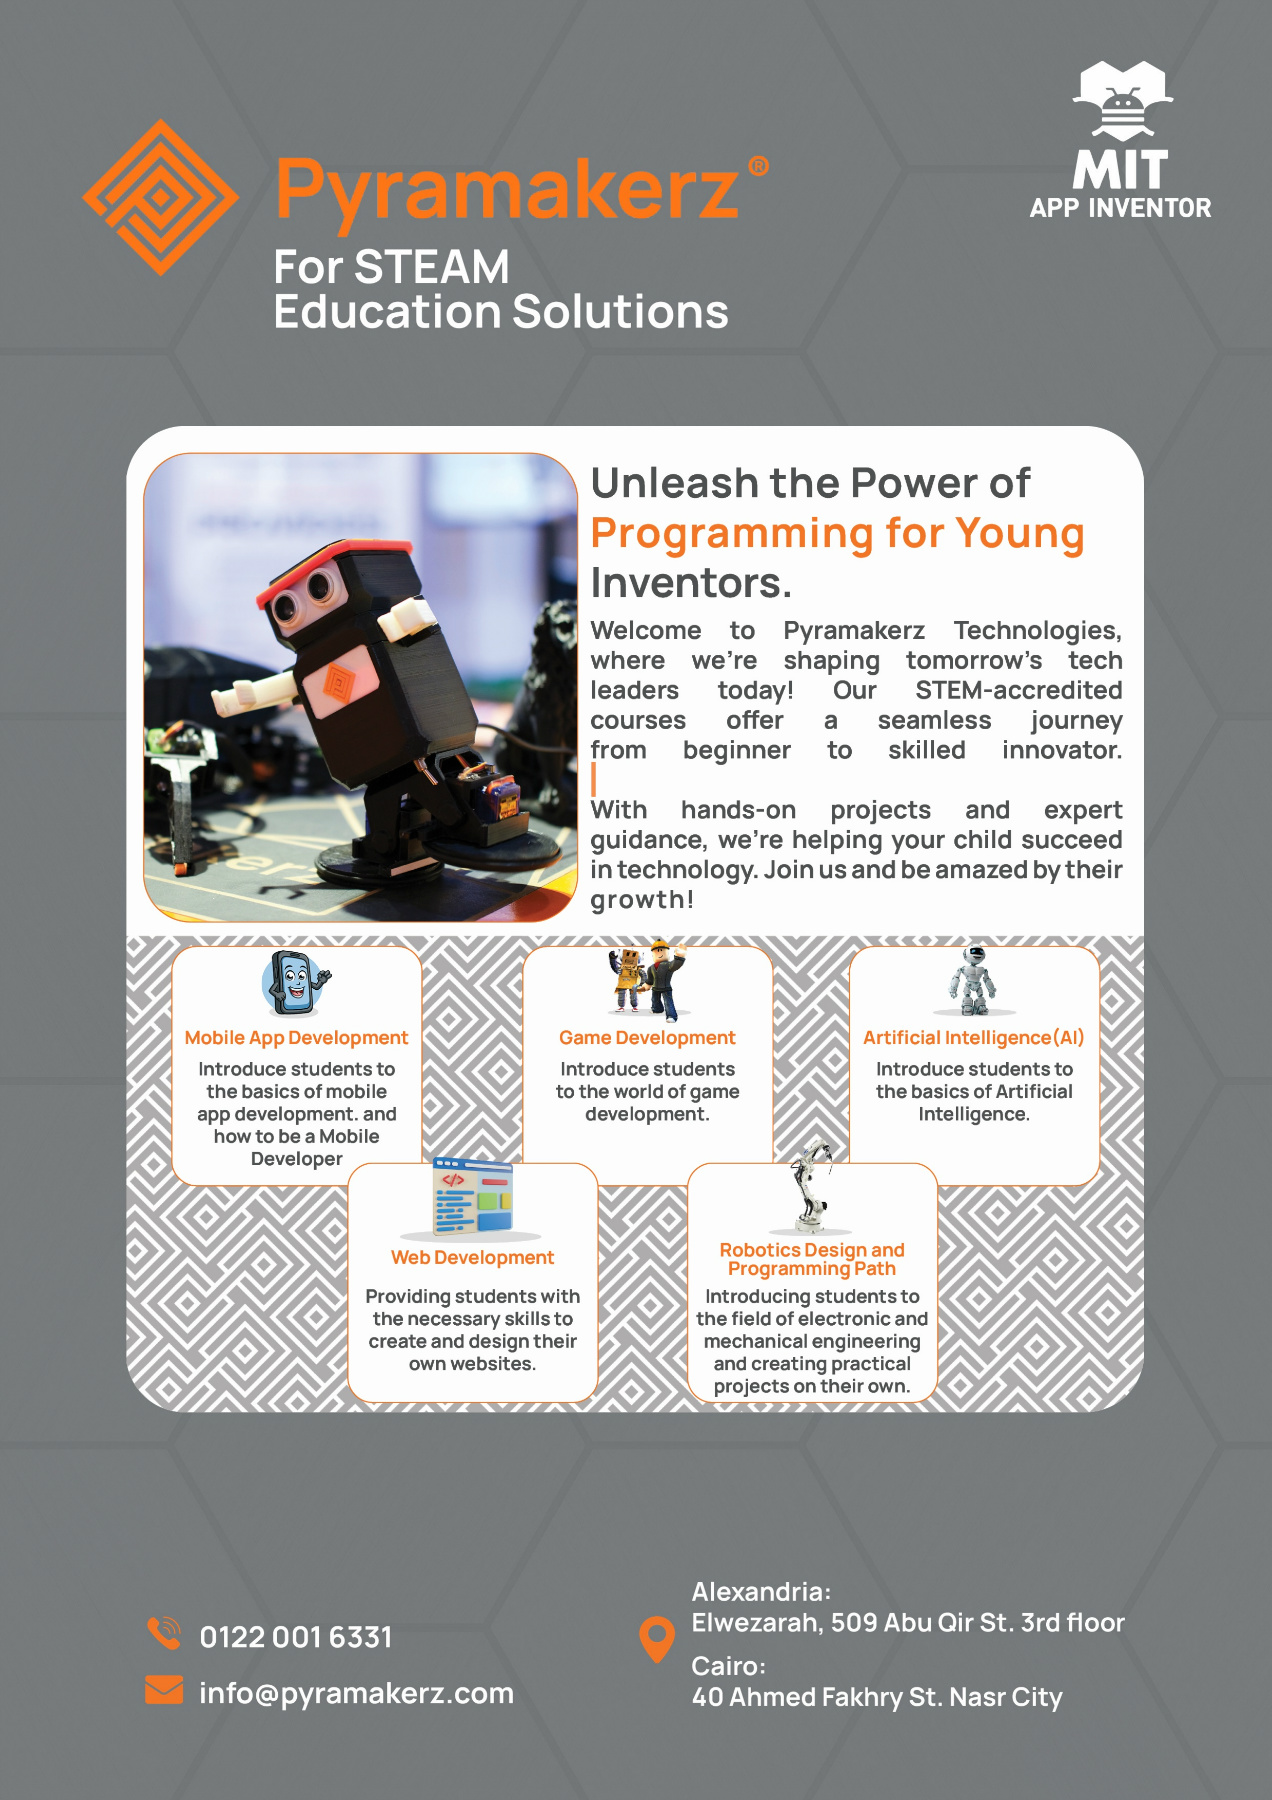 Pyramakerz®
For STEAM
Education Solutions
MIT
APP INVENTOR
Unleash the Power of
Programming for Young
Inventors.
Welcome to Pyramakerz Technologies,
where we're shaping tomorrow's tech
leaders today! Our STEM-accredited
courses offer a seamless journey
from beginner to skilled innovator.
With hands-on projects and expert
guidance, we're helping your child succeed
in technology. Join us and be amazed by their
growth!
Mobile App Development
Introduce students to
the basics of mobile
app development. and
how to be a Mobile
Developer
Game Development
Introduce students
to the world of game
development.
Artificial Intelligence(AI)
Introduce students to
the basics of Artificial
Intelligence.
</>
Web Development
Providing students with
the necessary skills to
create and design their
own websites.
Robotics Design and
Programming Path
Introducing students to
the field of electronic and
mechanical engineering
and creating practical
projects on their own.
0122 001 6331
info@pyramakerz.com
Alexandria:
Elwezarah, 509 Abu Qir St. 3rd floor
Cairo:
40 Ahmed Fakhry St. Nasr City